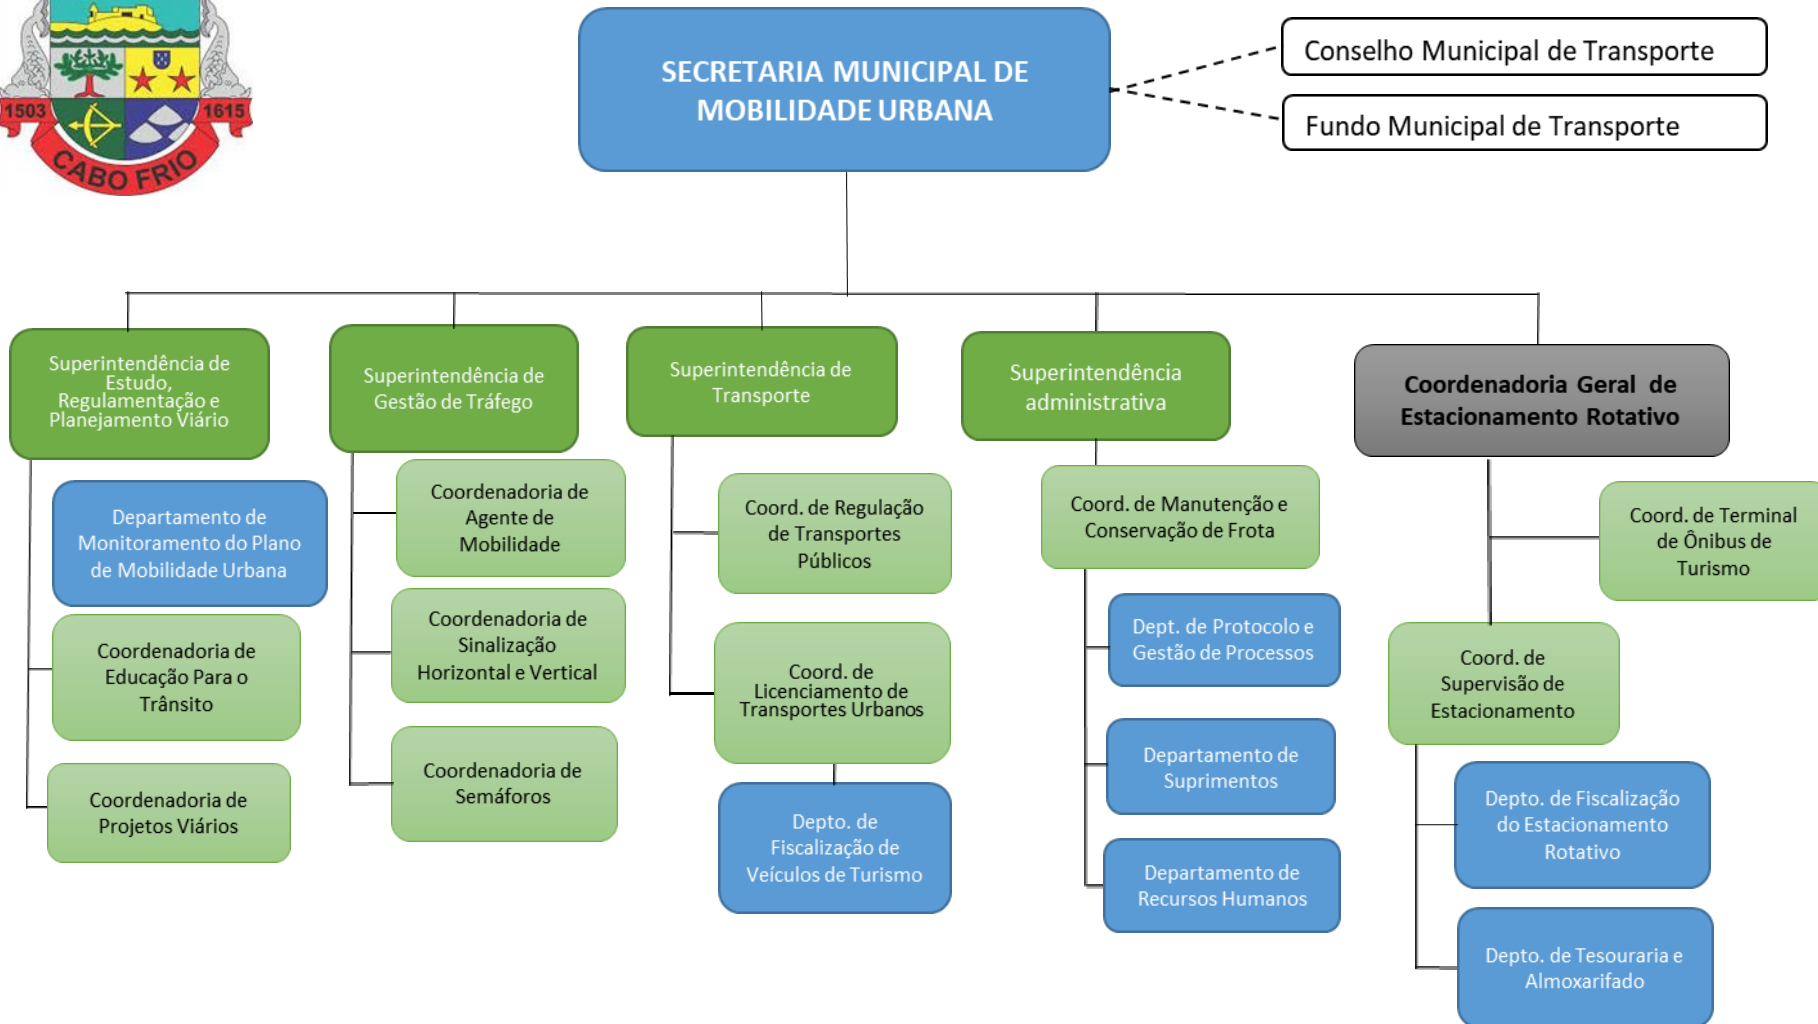 1503
1615
CABO FRIO
SECRETARIA MUNICIPAL DE
MOBILIDADE URBANA
Conselho Municipal de Transporte
Fundo Municipal de Transporte
Superintendência de
Estudo,
Regulamentação e
Planejamento Viário
Departamento de
Monitoramento do Plano
de Mobilidade Urbana
Coordenadoria de
Educação Para o
Trânsito
Coordenadoria de
Projetos Viários
Superintendência de
Gestão de Tráfego
Coordenadoria de
Agente de
Mobilidade
Coordenadoria de
Sinalização
Horizontal e Vertical
Coordenadoria de
Semáforos
Superintendência de
Transporte
Coord. de Regulação
de Transportes
Públicos
Coord. de
Licenciamento de
Transportes Urbanos
Depto. de
Fiscalização de
Veículos de Turismo
Superintendência
administrativa
Coord. de Manutenção e
Conservação de Frota
Dept. de Protocolo e
Gestão de Processos
Departamento de
Suprimentos
Departamento de
Recursos Humanos
Coordenadoria Geral de
Estacionamento Rotativo
Coord. de Terminal
de Ônibus de
Turismo
Coord. de
Supervisão de
Estacionamento
Depto. de Fiscalização
do Estacionamento
Rotativo
Depto. de Tesouraria e
Almoxarifado